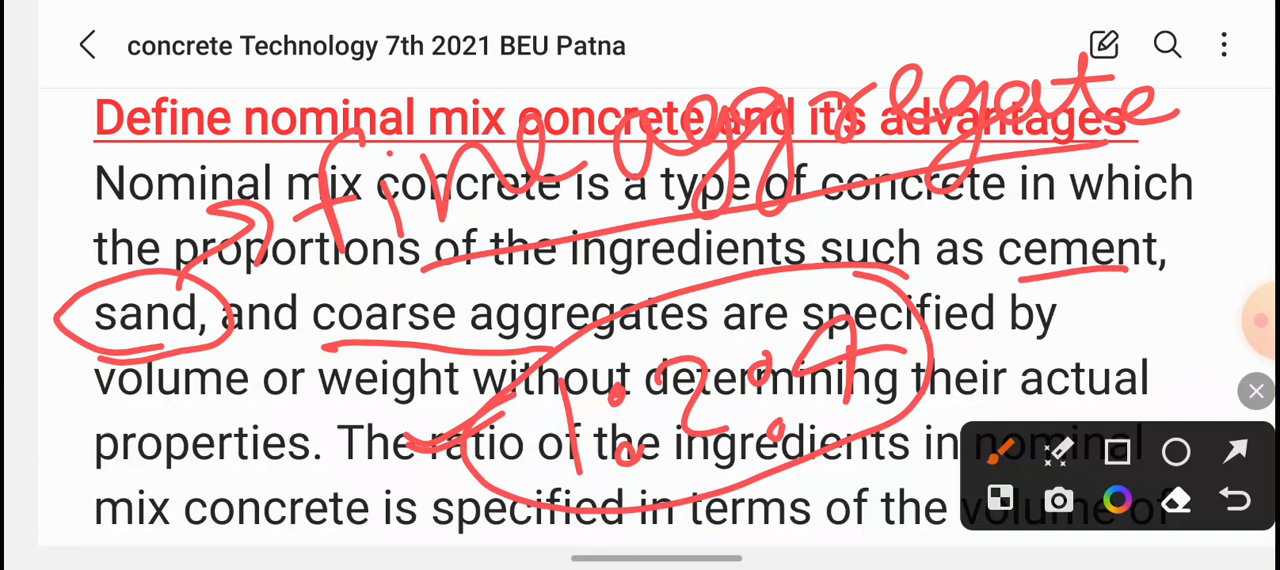 concrete Technology 7th 2021 BEU Patna
Define nominal mix concrete and it's advantages
fine aggregate
Nominal mix concrete is a type of concrete in which
the proportions of the ingredients such as cement,
sand, and coarse aggregates are specified by
volume or weight without determining their actual
1:2:4
properties. The ratio of the ingredients in nominal
mix concrete is specified in terms of the volume of